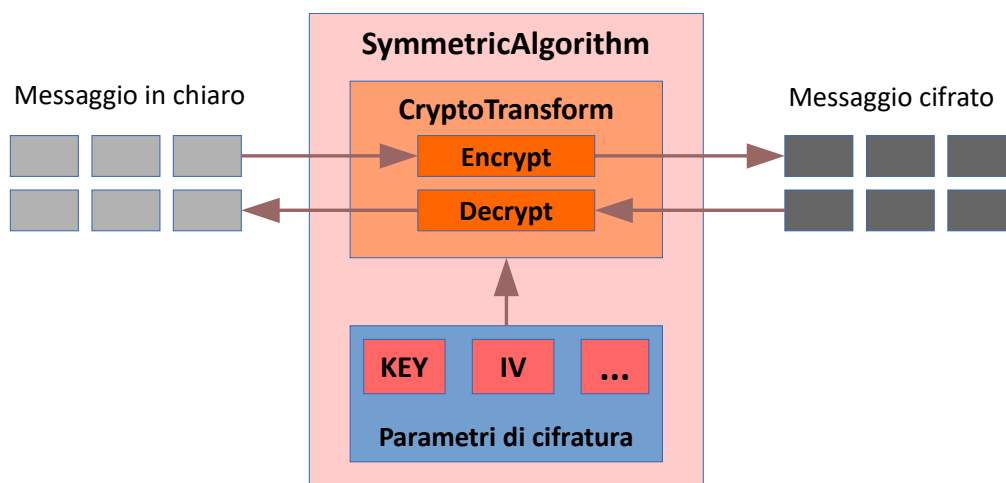 SymmetricAlgorithm
Messaggio in chiaro
CryptoTransform
Messaggio cifrato
Encrypt
Decrypt
KEY
IV
...
Parametri di cifratura